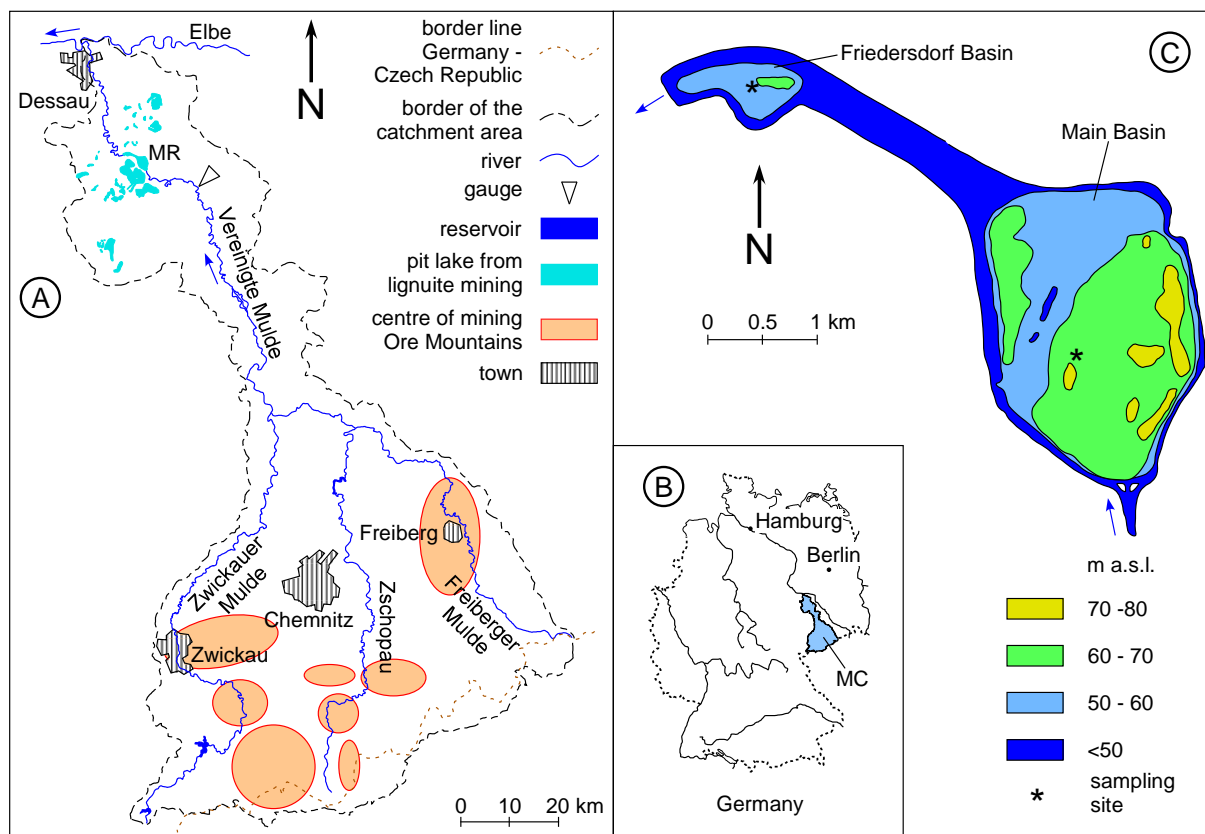 A
Elbe
Dessau
MR
N
Vereinigte Mulde
Zwickauer
Mulde
Chemnitz
Zschopau
Freiberg
Freiberger
Mulde
Zwickau
0 10 20 km
border line
Germany -
Czech Republic
border of the
catchment area
river
gauge
reservoir
pit lake from
lignuite mining
centre of mining
Ore Mountains
town
B
Hamburg
Berlin
MC
Germany
C
Friedersdorf Basin
Main Basin
N
0 0.5 1 km
m a.s.l.
70 -80
60 - 70
50 - 60
<50
* sampling
site